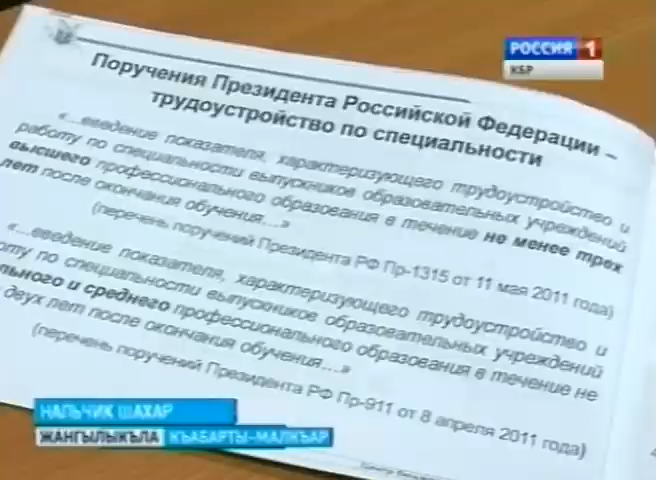 РОССИЯ 1
КБР
Поручения Президента Российской Федерации –
трудоустройство по специальности
«...введение показателя, характеризующего трудоустройство и
работу по специальности выпускников образовательных учреждений
высшего профессионального образования в течение не менее трех
лет после окончания обучения...»
(перечень поручений Президента РФ Пр-1315 от 11 мая 2011 года)
«...введение показателя, характеризующего трудоустройство и
боту по специальности выпускников образовательных учреждений
льного и среднего профессионального образования в течение не
двух лет после окончания обучения...»
(перечень поручений Президента РФ Пр-911 от 8 апреля 2011 года)
НАЛЬЧИК ШАХАР
ЖАНГЫЛЫКЪЛА КЪАБАРТЫ-МАЛКЪАР